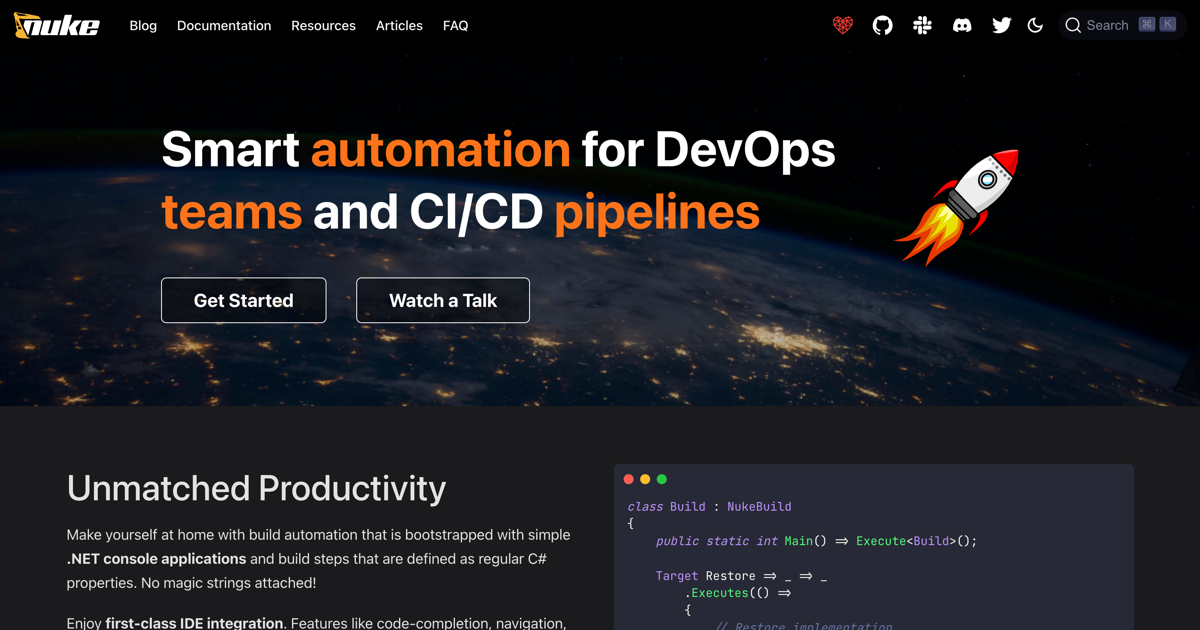 nuke Blog Documentation Resources Articles FAQ Search ⌘ K
Smart automation for DevOps
teams and CI/CD pipelines
Get Started Watch a Talk
Unmatched Productivity
Make yourself at home with build automation that is bootstrapped with simple
.NET console applications and build steps that are defined as regular C#
properties. No magic strings attached!
Enjoy first-class IDE integration. Features like code-completion, navigation,
class Build : NukeBuild
{
public static int Main() => Execute<Build>();
Target Restore => _ => _
.Executes(() =>
{
// Restore implementation